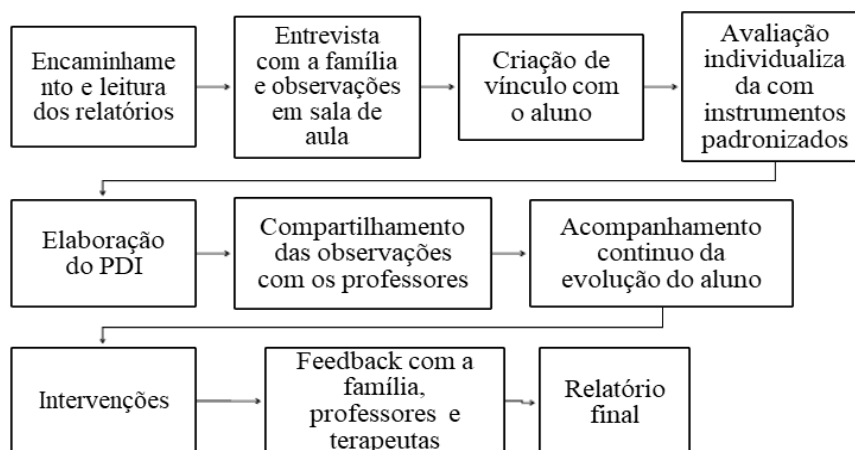 Encaminhame
nto e leitura
dos relatórios
Entrevista
com a família
e observações
em sala de
aula
Criação de
vínculo com
o aluno
Avaliação
individualiza
da com
instrumentos
padronizados
Elaboração
do PDI
Compartilhamento
das observações
com os professores
Acompanhamento
continuo da
evolução do aluno
Intervenções
Feedback com a
família,
professores e
terapeutas
Relatório
final